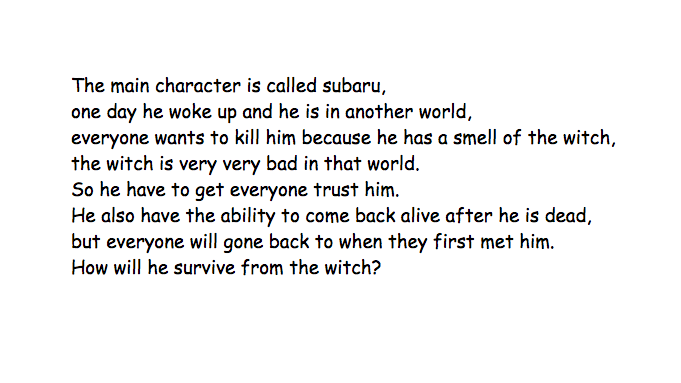 The main character is called subaru,
one day he woke up and he is in another world,
everyone wants to kill him because he has a smell of the witch,
the witch is very very bad in that world.
So he have to get everyone trust him.
He also have the ability to come back alive after he is dead,
but everyone will gone back to when they first met him.
How will he survive from the witch?